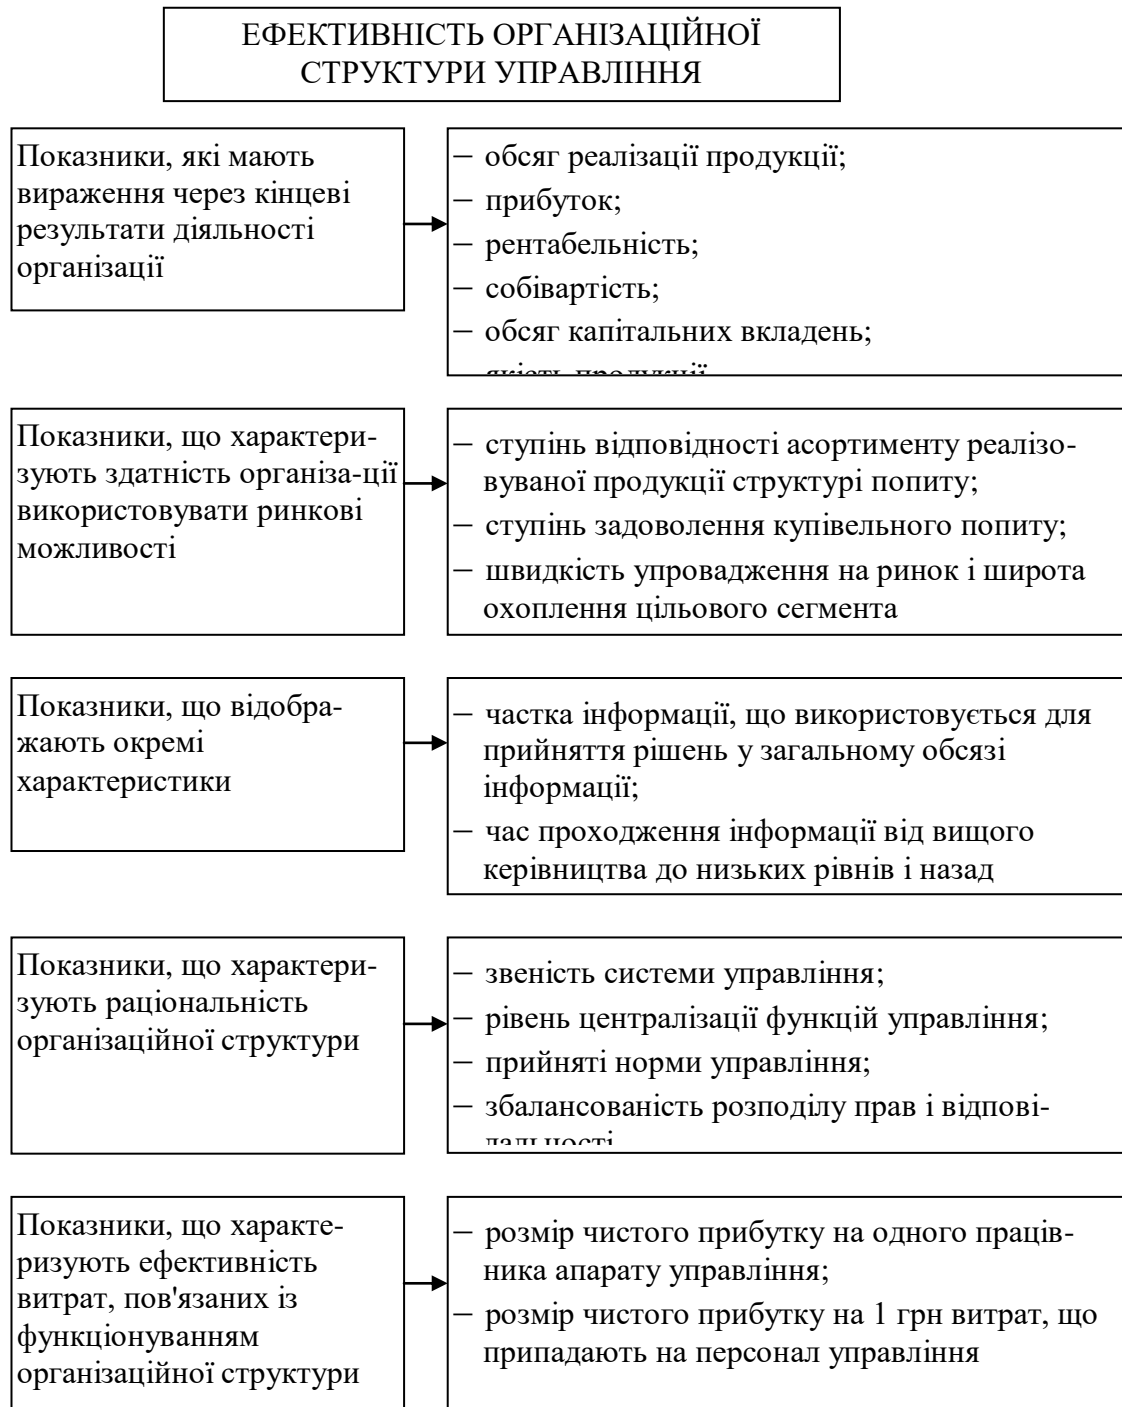 ЕФЕКТИВНІСТЬ ОРГАНІЗАЦІЙНОЇ
СТРУКТУРИ УПРАВЛІННЯ
Показники, які мають
вираження через кінцеві
результати діяльності
організації
– обсяг реалізації продукції;
– прибуток;
– рентабельність;
– собівартість;
– обсяг капітальних вкладень;
– якість продукції
Показники, що характери-
зують здатність організа-ції
використовувати ринкові
можливості
– ступінь відповідності асортименту реалізо-
вуваної продукції структурі попиту;
– ступінь задоволення купівельного попиту;
– швидкість упровадження на ринок і широта
охоплення цільового сегмента
Показники, що відобра-
жають окремі
характеристики
– частка інформації, що використовується для
прийняття рішень у загальному обсязі
інформації;
– час проходження інформації від вищого
керівництва до низьких рівнів і назад
Показники, що характери-
зують раціональність
організаційної структури
– звеність системи управління;
– рівень централізації функцій управління;
– прийняті норми управління;
– збалансованість розподілу прав і відпові-
дальності
Показники, що характе-
ризують ефективність
витрат, пов'язаних із
функціонуванням
організаційної структури
– розмір чистого прибутку на одного праців-
ника апарату управління;
– розмір чистого прибутку на 1 грн витрат, що
припадають на персонал управління